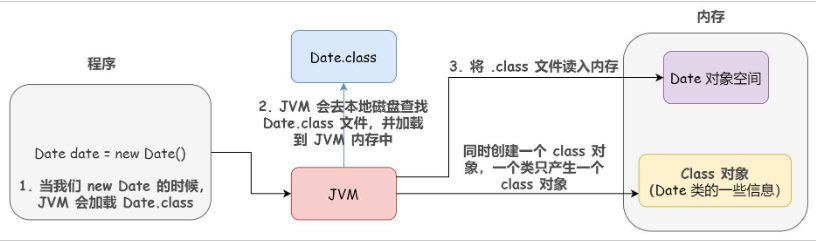 程序
Date date = new Date()
1. 当我们 new Date 的时候,
JVM 会加载 Date.class
Date.class
2. JVM 会去本地磁盘查找
Date.class 文件，并加载
到 JVM 内存中
JVM
3. 将 .class 文件读入内存
同时创建一个 class 对
象，一个类只产生一个
class 对象
内存
Date 对象空间
Class 对象
(Date 类的一些信息)